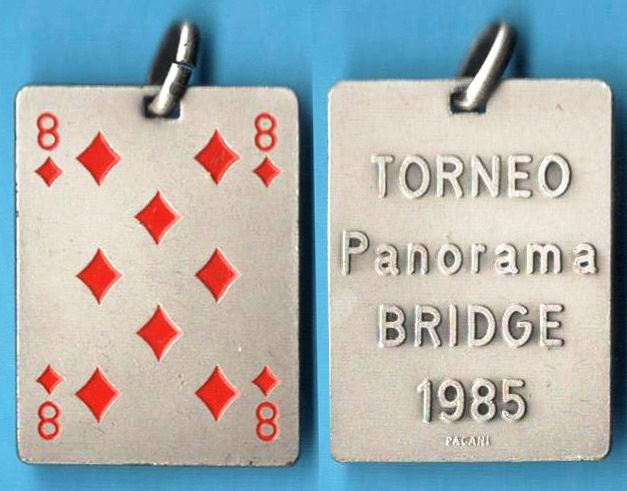 8 8
8 8
TORNEO
Panorama
BRIDGE
1985
PAGANI